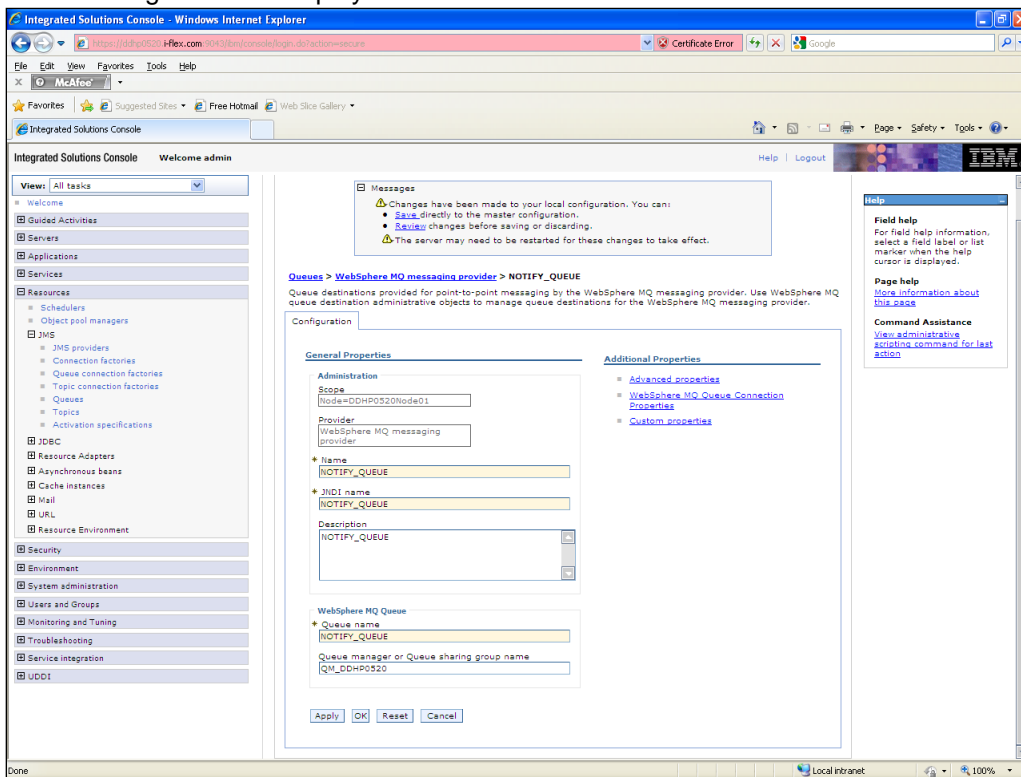 Integrated Solutions Console - Windows Internet Explorer
https://ddhp0520.i-flex.com:9043/ibm/console/login.do?action=secure
Certificate Error
Google
File Edit View Favorites Tools Help
X McAfee
Favorites Suggested Sites Free Hotmail Web Slice Gallery
Integrated Solutions Console
Page Safety Tools
Integrated Solutions Console Welcome admin
Help | Logout
IBM.
View: All tasks
Welcome
Guided Activities
Servers
Applications
Services
Resources
Schedulers
Object pool managers
JMS
JMS providers
Connection factories
Queue connection factories
Topic connection factories
Queues
Topics
Activation specifications
JDBC
Resource Adapters
Asynchronous beans
Cache instances
Mail
URL
Resource Environment
Security
Environment
System administration
Users and Groups
Monitoring and Tuning
Troubleshooting
Service integration
UDDI
Messages
Changes have been made to your local configuration. You can:
Save directly to the master configuration.
Review changes before saving or discarding.
The server may need to be restarted for these changes to take effect.
Queues > WebSphere MQ messaging provider > NOTIFY_QUEUE
Queue destinations provided for point-to-point messaging by the WebSphere MQ messaging provider. Use WebSphere MQ
queue destination administrative objects to manage queue destinations for the WebSphere MQ messaging provider.
Configuration
General Properties
Administration
Scope
Node=DDHP0520Node01
Provider
WebSphere MQ messaging
provider
* Name
NOTIFY_QUEUE
* JNDI name
NOTIFY_QUEUE
Description
NOTIFY_QUEUE
WebSphere MQ Queue
* Queue name
NOTIFY_QUEUE
Queue manager or Queue sharing group name
QM_DDHP0520
Apply OK Reset Cancel
Additional Properties
Advanced properties
WebSphere MQ Queue Connection
Properties
Custom properties
Help
Field help
For field help information,
select a field label or list
marker when the help
cursor is displayed.
Page help
More information about
this page
Command Assistance
View administrative
scripting command for last
action
Done
Local intranet
100%